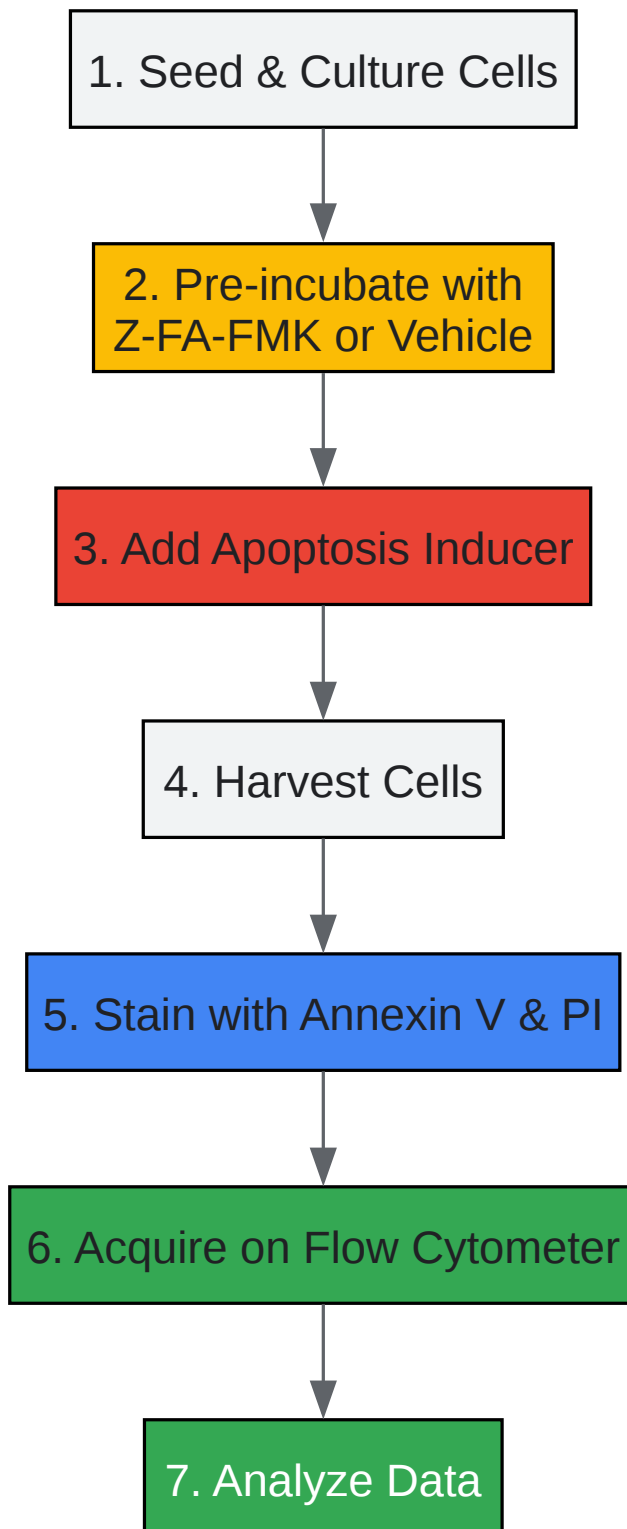 1. Seed & Culture Cells
2. Pre-incubate with
Z-FA-FMK or Vehicle
3. Add Apoptosis Inducer
4. Harvest Cells
5. Stain with Annexin V & PI
6. Acquire on Flow Cytometer
7. Analyze Data